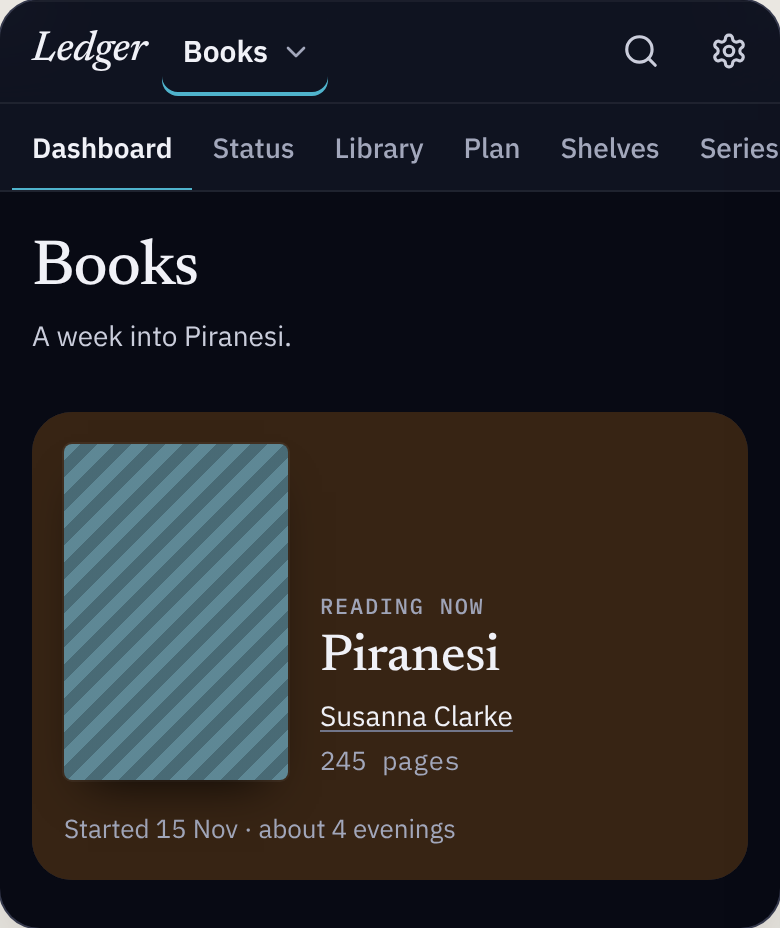 Ledger Books
Dashboard Status Library Plan Shelves Series
Books
A week into Piranesi.
READING NOW
Piranesi
Susanna Clarke
245 pages
Started 15 Nov · about 4 evenings